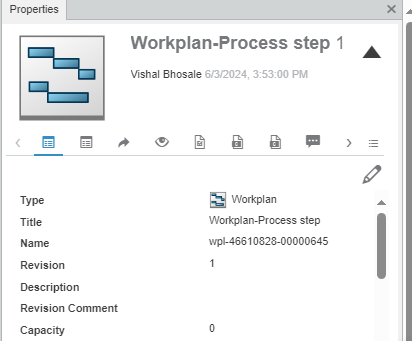 Properties
Workplan-Process step 1
Vishal Bhosale 6/3/2024, 3:53:00 PM
Type Workplan
Title Workplan-Process step
Name wpl-46610828-00000645
Revision 1
Description
Revision Comment
Capacity 0